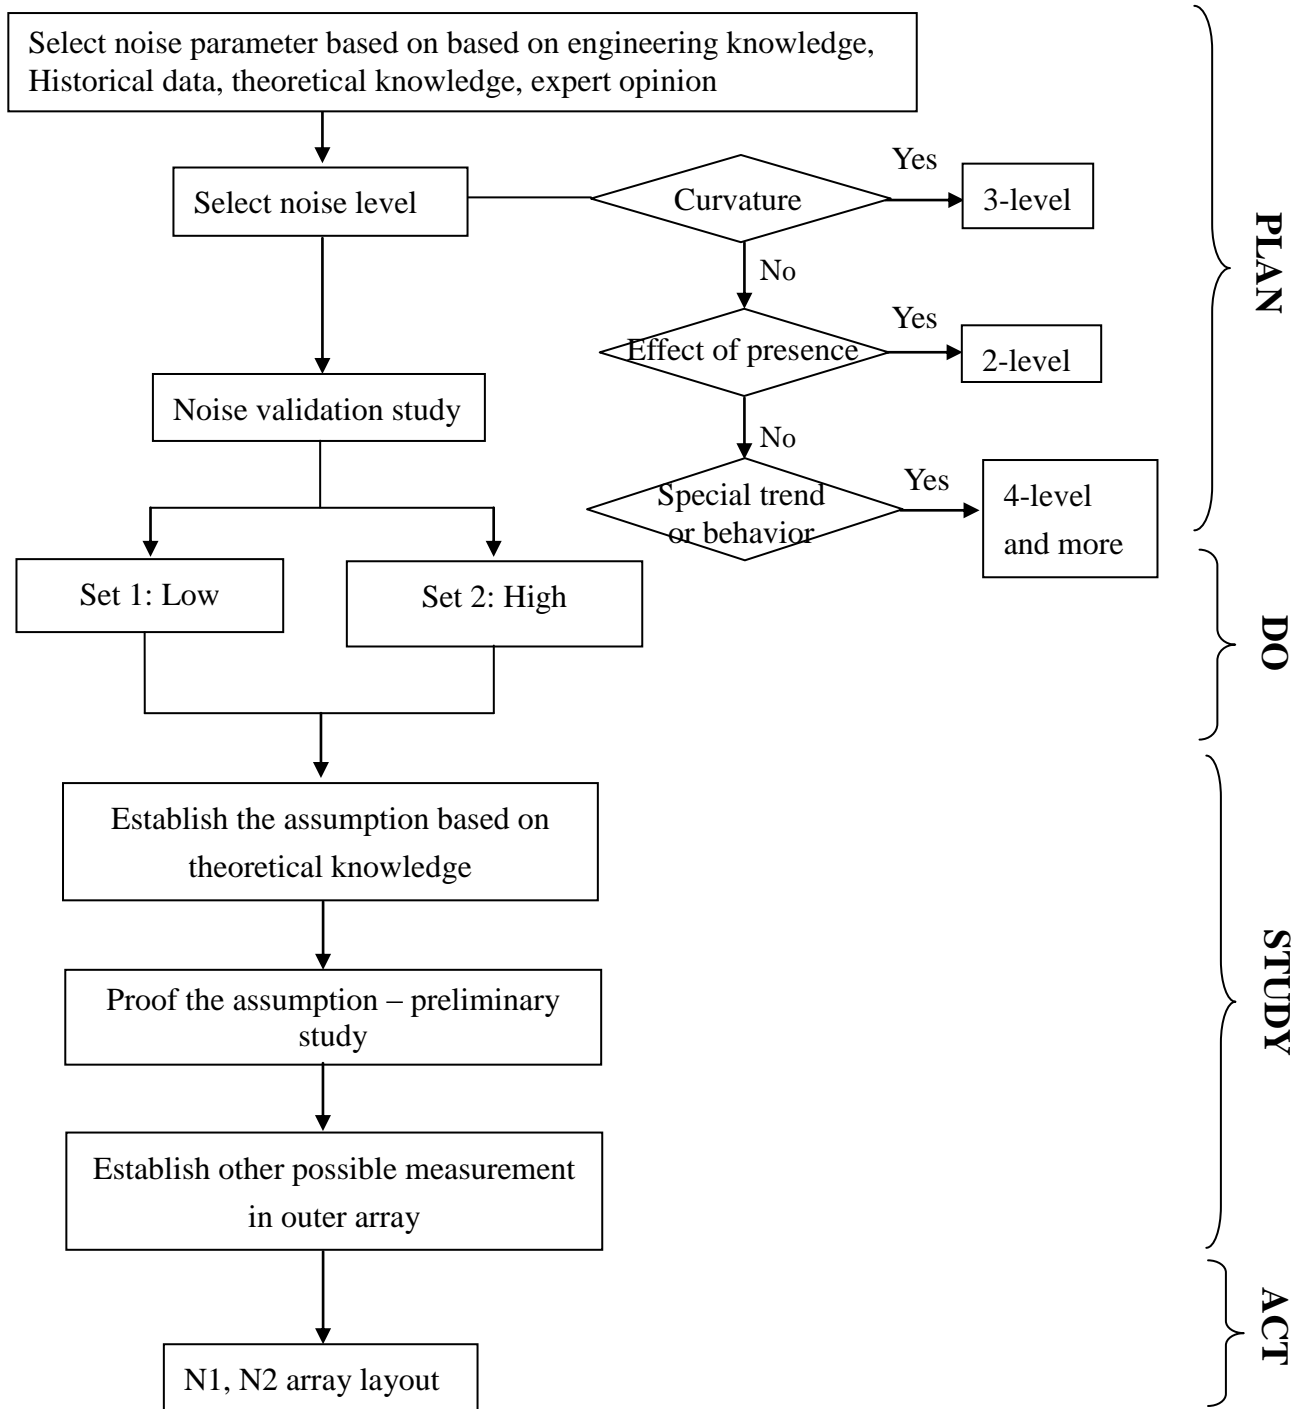 Select noise parameter based on based on engineering knowledge,
Historical data, theoretical knowledge, expert opinion
Select noise level
Curvature
Yes
3-level
No
Effect of presence
Yes
2-level
No
Special trend
or behavior
Yes
4-level
and more
PLAN
Noise validation study
Set 1: Low
Set 2: High
DO
Establish the assumption based on
theoretical knowledge
Proof the assumption – preliminary
study
Establish other possible measurement
in outer array
STUDY
N1, N2 array layout
ACT